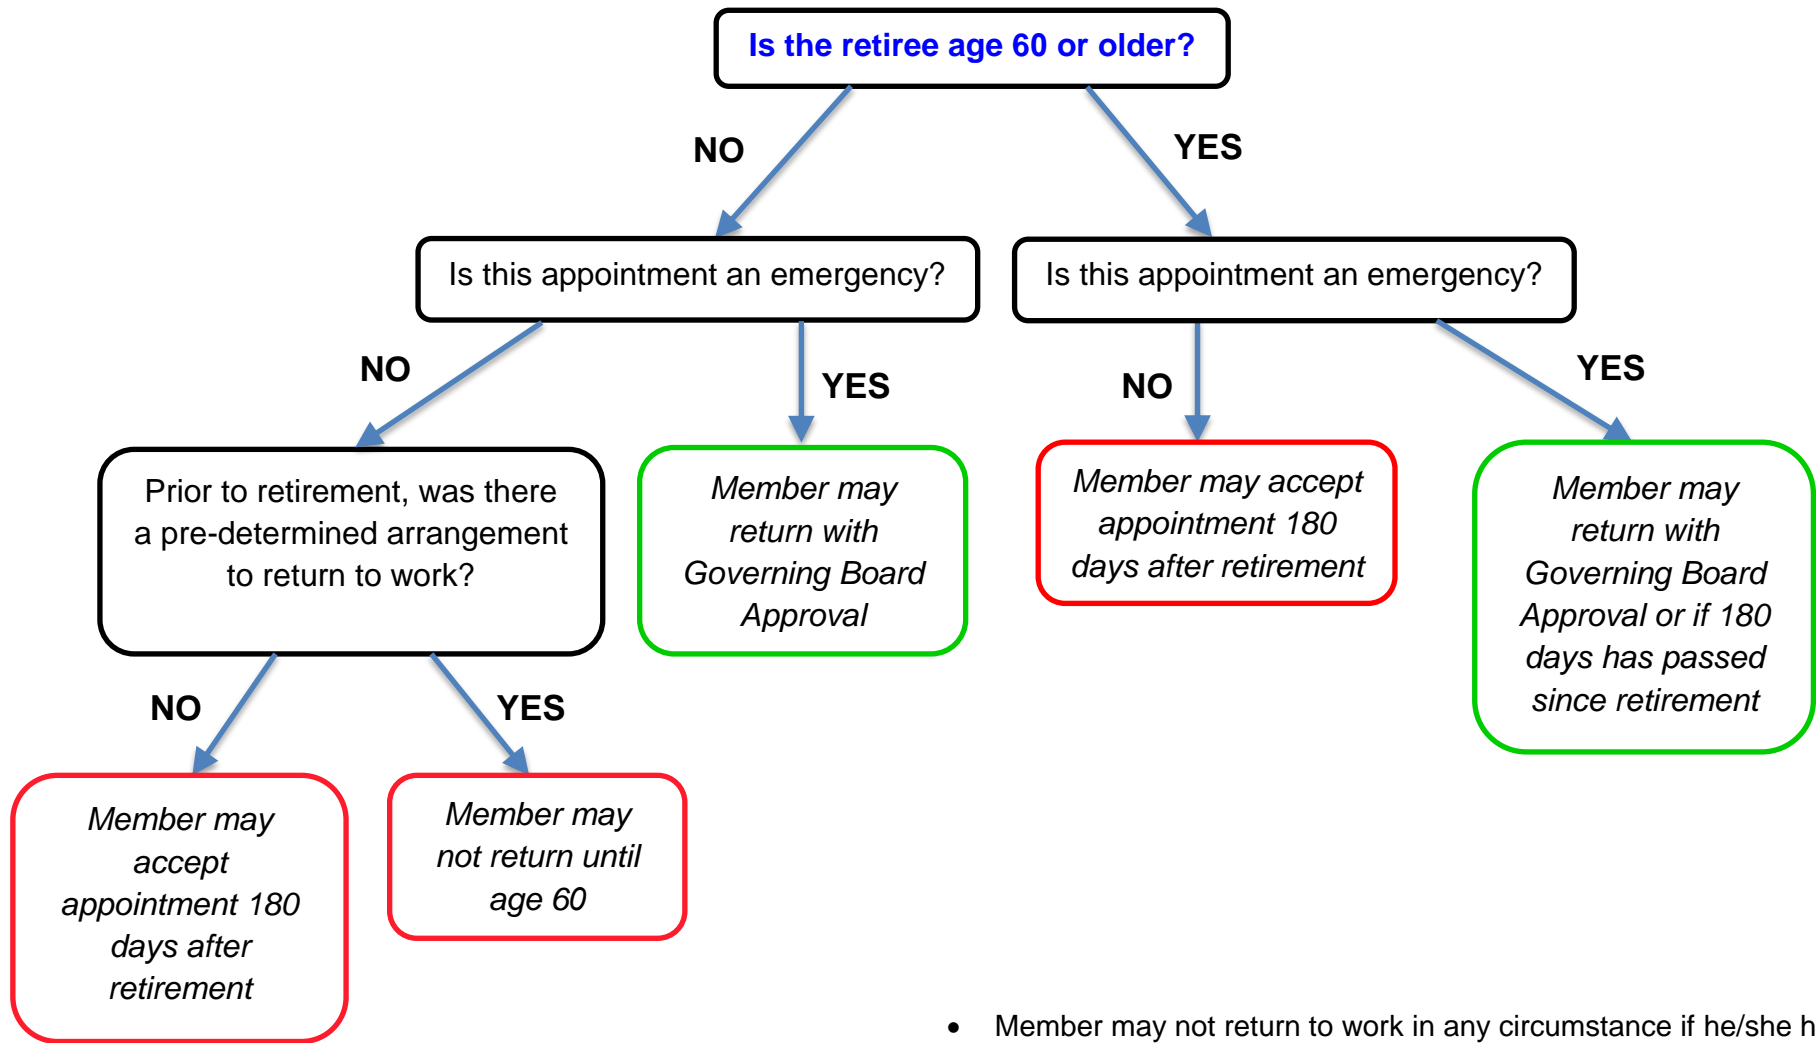 Is the retiree age 60 or older?
NO
YES
Is this appointment an emergency?
Is this appointment an emergency?
NO
YES
NO
YES
Prior to retirement, was there
a pre-determined arrangement
to return to work?
Member may
return with
Governing Board
Approval
Member may accept
appointment 180
days after retirement
Member may
return with
Governing Board
Approval or if 180
days has passed
since retirement
NO
YES
Member may
accept
appointment 180
days after
retirement
Member may
not return until
age 60
• Member may not return to work in any circumstance if he/she h